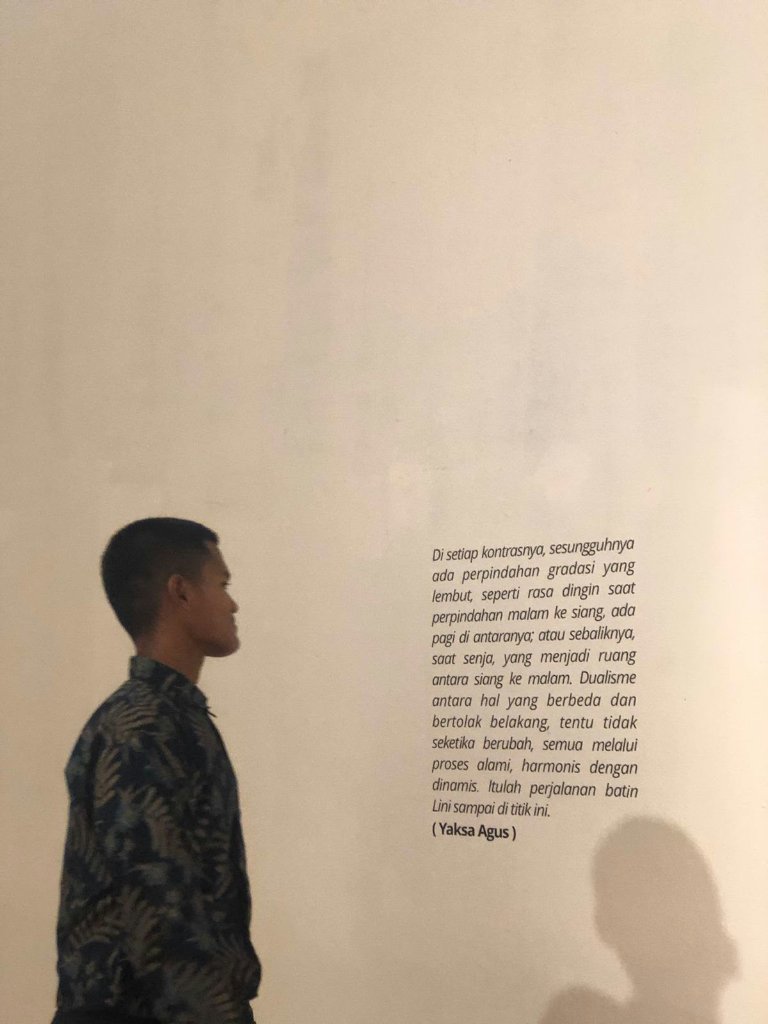 Di setiap kontrasnya, sesungguhnya
ada perpindahan gradasi yang
lembut, seperti rasa dingin saat
perpindahan malam ke siang, ada
pagi di antaranya; atau sebaliknya,
saat senja, yang menjadi ruang
antara siang ke malam. Dualisme
antara hal yang berbeda dan
bertolak belakang, tentu tidak
seketika berubah, semua melalui
proses alami, harmonis dengan
dinamis. Itulah perjalanan batin
Lini sampai di titik ini.
( Yaksa Agus )